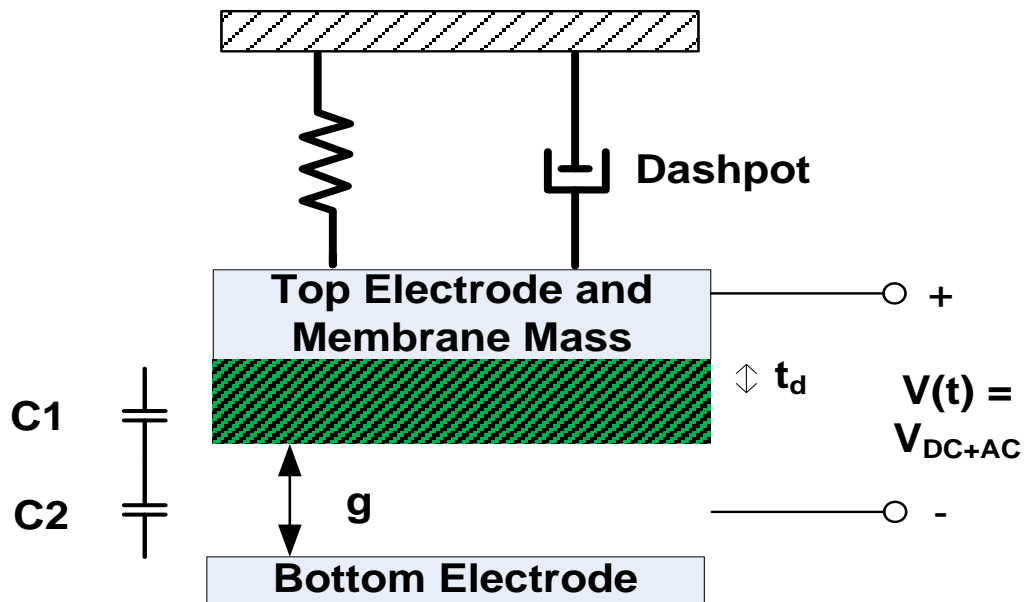 Dashpot
Top Electrode and
Membrane Mass
+
t_d
C1
V(t) =
V_DC+AC
C2
g
-
Bottom Electrode